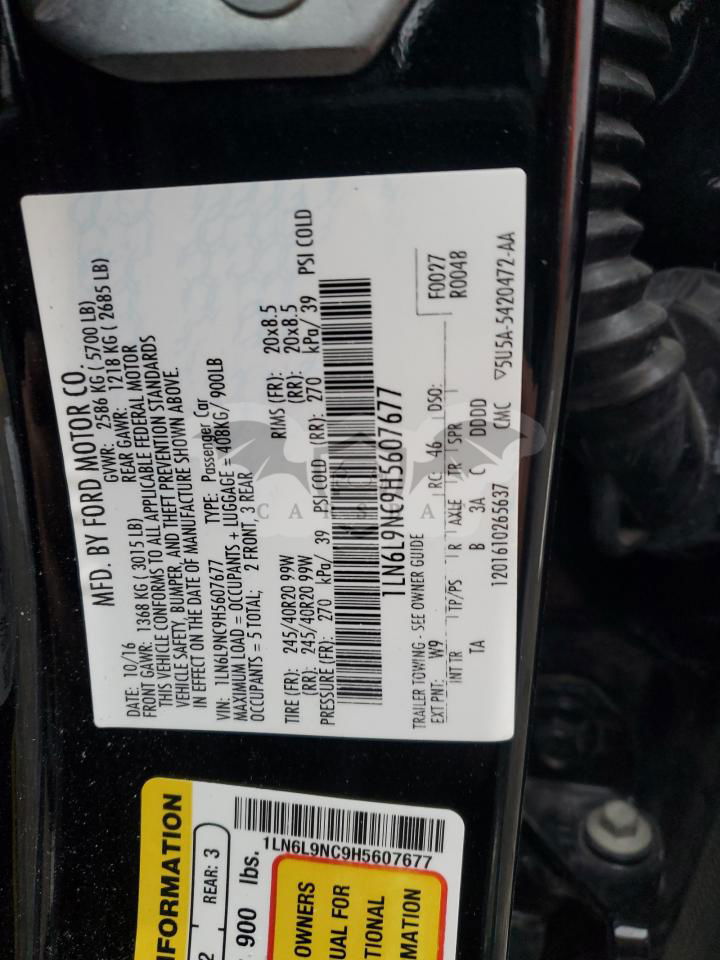 MFD. BY FORD MOTOR CO.
DATE: 10/16 GVWR: 2586 KG ( 5700 LB)
FRONT GAWR: 1368 KG ( 3015 LB) REAR GAWR: 1218 KG ( 2685 LB)
THIS VEHICLE CONFORMS TO ALL APPLICABLE FEDERAL MOTOR
VEHICLE SAFETY, BUMPER, AND THEFT PREVENTION STANDARDS
IN EFFECT ON THE DATE OF MANUFACTURE SHOWN ABOVE.
VIN: 1LN6L9NC9H5607677 TYPE: Passenger Car
MAXIMUM LOAD = OCCUPANTS + LUGGAGE = 408KG/ 900LB
OCCUPANTS = 5 TOTAL; 2 FRONT, 3 REAR
TIRE (FR): 245/40R20 99W RIMS (FR): 20x8.5
(RR): 245/40R20 99W (RR): 20x8.5
PRESSURE (FR): 270 kPa/ 39 PSI COLD (RR): 270 kPa/ 39 PSI COLD
1LN6L9NC9H5607677
TRAILER TOWING - SEE OWNER GUIDE
EXT PNT: W9 RC: 46 DSO: F0027
R0048
INT TR TP/PS R AXLE TR SPR
TA B 3A C DDDD
1201610265637 CMC ▽5U5A-5420472-AA
INFORMATION
2 REAR: 3
900 lbs.
1LN6L9NC9H5607677
OWNERS
UAL FOR
TIONAL
MATION